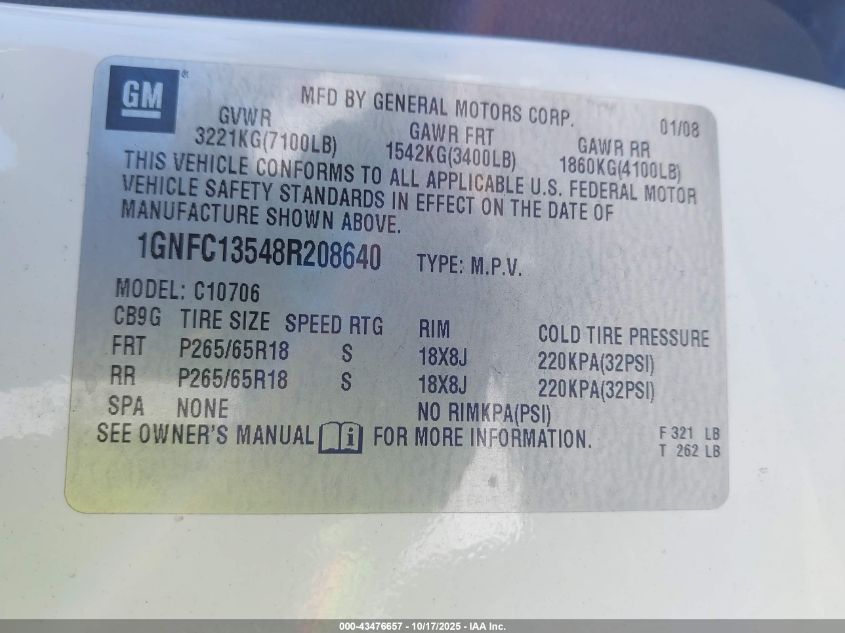 GM
MFD BY GENERAL MOTORS CORP. 01/08
GVWR GAWR FRT GAWR RR
3221KG(7100LB) 1542KG(3400LB) 1860KG(4100LB)
THIS VEHICLE CONFORMS TO ALL APPLICABLE U.S. FEDERAL MOTOR
VEHICLE SAFETY STANDARDS IN EFFECT ON THE DATE OF
MANUFACTURE SHOWN ABOVE.
1GNFC13548R208640 TYPE: M.P.V.
MODEL: C10706
CB9G TIRE SIZE SPEED RTG RIM COLD TIRE PRESSURE
FRT P265/65R18 S 18X8J 220KPA(32PSI)
RR P265/65R18 S 18X8J 220KPA(32PSI)
SPA NONE NO RIMKPA(PSI)
SEE OWNER'S MANUAL i FOR MORE INFORMATION.
F 321 LB
T 262 LB
000-43476657 - 10/17/2025 - IAA Inc.